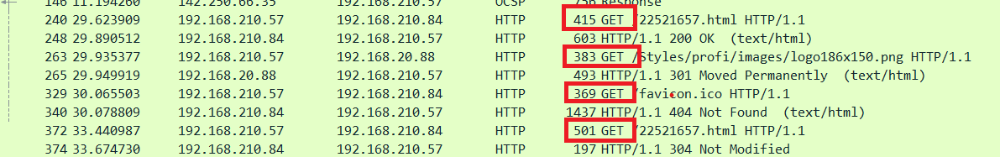 146 11.194260 142.250.66.35 192.168.210.57 OCSP 756 Response
240 29.623909 192.168.210.57 192.168.210.84 HTTP 415 GET /22521657.html HTTP/1.1
248 29.890512 192.168.210.84 192.168.210.57 HTTP 603 HTTP/1.1 200 OK (text/html)
263 29.935377 192.168.210.57 192.168.20.88 HTTP 383 GET /Styles/profi/images/logo186x150.png HTTP/1.1
265 29.949919 192.168.20.88 192.168.210.57 HTTP 493 HTTP/1.1 301 Moved Permanently (text/html)
329 30.065503 192.168.210.57 192.168.210.84 HTTP 369 GET /favicon.ico HTTP/1.1
340 30.078809 192.168.210.84 192.168.210.57 HTTP 1437 HTTP/1.1 404 Not Found (text/html)
372 33.440987 192.168.210.57 192.168.210.84 HTTP 501 GET /22521657.html HTTP/1.1
374 33.674730 192.168.210.84 192.168.210.57 HTTP 197 HTTP/1.1 304 Not Modified